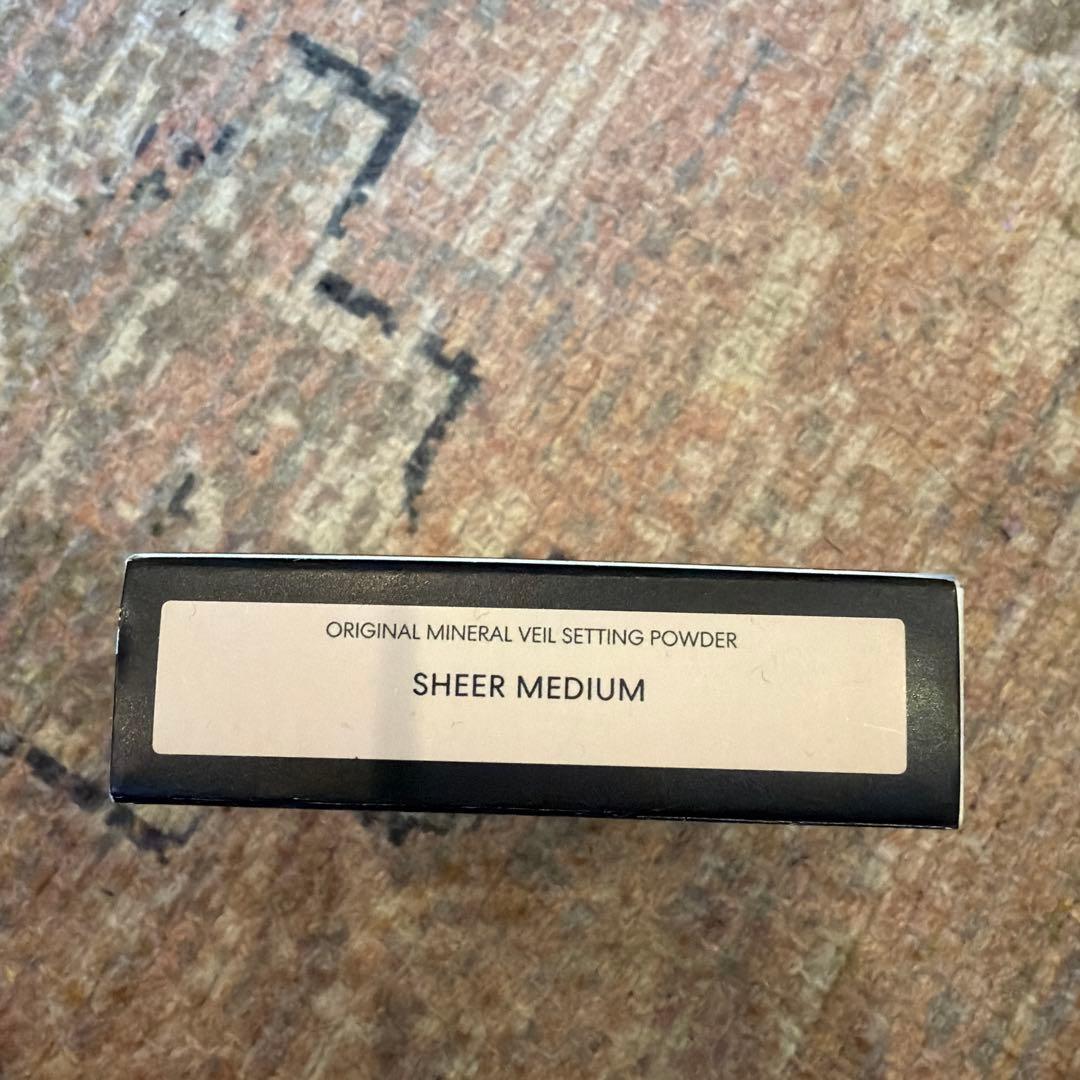 ORIGINAL MINERAL VEIL SETTING POWDER
SHEER MEDIUM